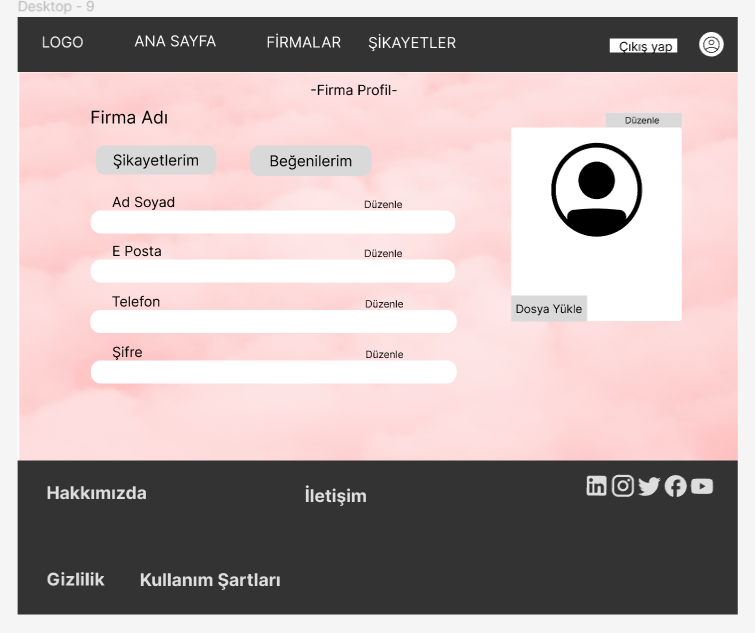 Desktop - 9
LOGO ANA SAYFA FİRMALAR ŞİKAYETLER Çıkış yap
-Firma Profil-
Firma Adı
Düzenle
Şikayetlerim Beğenilerim
Ad Soyad Düzenle
E Posta Düzenle
Telefon Düzenle
Dosya Yükle
Şifre Düzenle
Hakkımızda İletişim
in
Gizlilik Kullanım Şartları